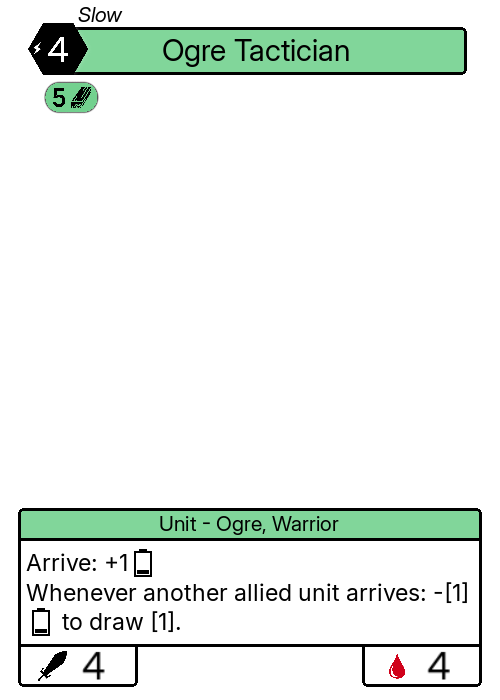 Slow
4 Ogre Tactician
5
Unit - Ogre, Warrior
Arrive: +1
Whenever another allied unit arrives: -[1]
to draw [1].
4 4